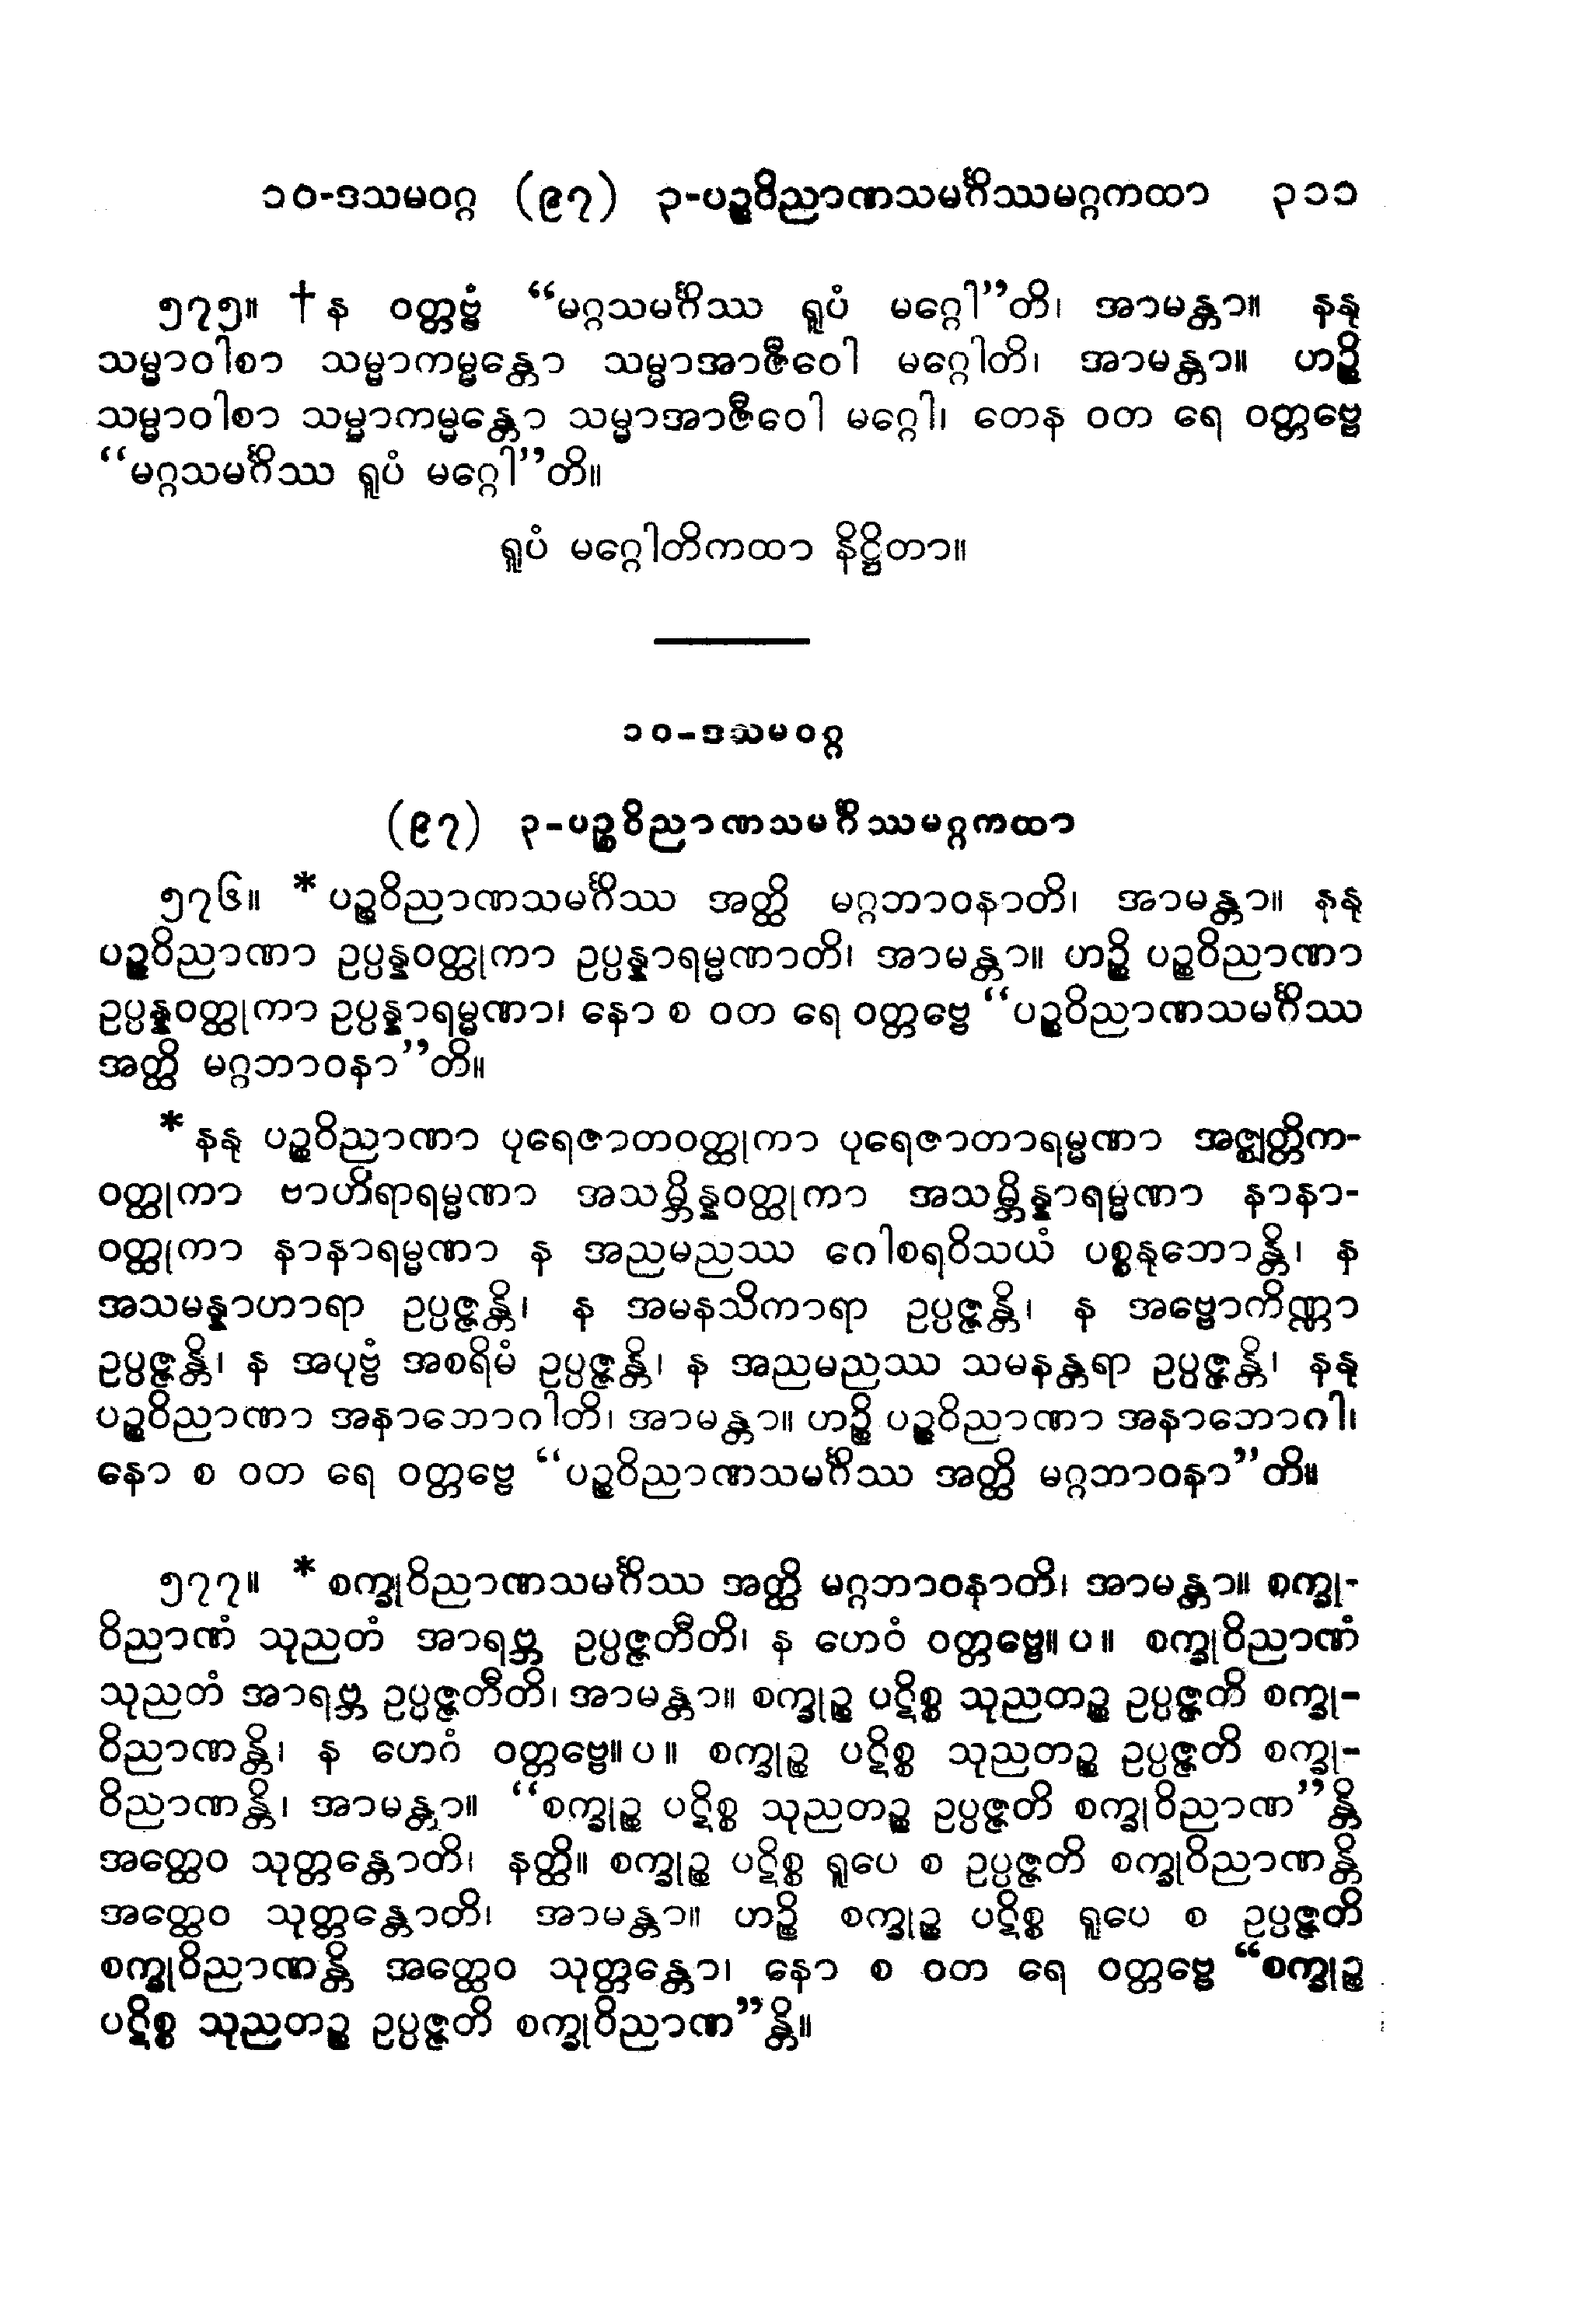 ၁၀-ဒသမဝဂ္ဂ (၉၇) ၃-ပဉ္စဝိညာဏသမင်္ဂိဿမဂ္ဂကထာ ၃၁၁
၅၇၅။ †န ဝတ္တဗ္ဗံ “မဂ္ဂသမင်္ဂိဿ ရူပံ မဂ္ဂေါ”တိ၊ အာမန္တာ။ နနု
သမ္မာဝါစာ သမ္မာကမ္မန္တော သမ္မာအာဇီဝေါ မဂ္ဂေါတိ၊ အာမန္တာ။ ဟဉ္စိ
သမ္မာဝါစာ သမ္မာကမ္မန္တော သမ္မာအာဇီဝေါ မဂ္ဂေါ၊ တေန ဝတ ရေ ဝတ္တဗ္ဗေ
“မဂ္ဂသမင်္ဂိဿ ရူပံ မဂ္ဂေါ”တိ။
ရူပံ မဂ္ဂေါတိကထာ နိဋ္ဌိတာ။
၁၀-ဒသမဝဂ္ဂ
(၉၇) ၃-ပဉ္စဝိညာဏသမင်္ဂိဿမဂ္ဂကထာ
၅၇၆။ *ပဉ္စဝိညာဏသမင်္ဂိဿ အတ္ထိ မဂ္ဂဘာဝနာတိ၊ အာမန္တာ။ နနု
ပဉ္စဝိညာဏာ ဥပ္ပန္နဝတ္ထုကာ ဥပ္ပန္နာရမ္မဏာတိ၊ အာမန္တာ။ ဟဉ္စိ ပဉ္စဝိညာဏာ
ဥပ္ပန္နဝတ္ထုကာ ဥပ္ပန္နာရမ္မဏာ၊ နော စ ဝတ ရေ ဝတ္တဗ္ဗေ “ပဉ္စဝိညာဏသမင်္ဂိဿ
အတ္ထိ မဂ္ဂဘာဝနာ”တိ။
*နနု ပဉ္စဝိညာဏာ ပုရေဇာတဝတ္ထုကာ ပုရေဇာတာရမ္မဏာ အဇ္ဈတ္တိက-
ဝတ္ထုကာ ဗာဟိရာရမ္မဏာ အသမ္ဘိန္နဝတ္ထုကာ အသမ္ဘိန္နာရမ္မဏာ နာနာ-
ဝတ္ထုကာ နာနာရမ္မဏာ န အညမညဿ ဂေါစရဝိသယံ ပစ္စနုဘောန္တိ၊ န
အသမန္နာဟာရာ ဥပ္ပဇ္ဇန္တိ၊ န အမနသိကာရာ ဥပ္ပဇ္ဇန္တိ၊ န အဗ္ဗောကိဏ္ဏာ
ဥပ္ပဇ္ဇန္တိ၊ န အပုဗ္ဗံ အစရိမံ ဥပ္ပဇ္ဇန္တိ၊ န အညမညဿ သမနန္တရာ ဥပ္ပဇ္ဇန္တိ၊ နနု
ပဉ္စဝိညာဏာ အနာဘောဂါတိ၊ အာမန္တာ။ ဟဉ္စိ ပဉ္စဝိညာဏာ အနာဘောဂါ၊
နော စ ဝတ ရေ ဝတ္တဗ္ဗေ “ပဉ္စဝိညာဏသမင်္ဂိဿ အတ္ထိ မဂ္ဂဘာဝနာ”တိ။
၅၇၇။ *စက္ခုဝိညာဏသမင်္ဂိဿ အတ္ထိ မဂ္ဂဘာဝနာတိ၊ အာမန္တာ။ စက္ခု-
ဝိညာဏံ သုညတံ အာရဗ္ဘ ဥပ္ပဇ္ဇတီတိ၊ န ဟေဝံ ဝတ္တဗ္ဗေ။ပ။ စက္ခုဝိညာဏံ
သုညတံ အာရဗ္ဘ ဥပ္ပဇ္ဇတီတိ၊ အာမန္တာ။ စက္ခုဉ္စ ပဋိစ္စ သုညတဉ္စ ဥပ္ပဇ္ဇတိ စက္ခု-
ဝိညာဏန္တိ၊ န ဟေဝံ ဝတ္တဗ္ဗေ။ပ။ စက္ခုဉ္စ ပဋိစ္စ သုညတဉ္စ ဥပ္ပဇ္ဇတိ စက္ခု-
ဝိညာဏန္တိ၊ အာမန္တာ။ “စက္ခုဉ္စ ပဋိစ္စ သုညတဉ္စ ဥပ္ပဇ္ဇတိ စက္ခုဝိညာဏ”န္တိ
အတ္ထေဝ သုတ္တန္တောတိ၊ နတ္ထိ။ စက္ခုဉ္စ ပဋိစ္စ ရူပေ စ ဥပ္ပဇ္ဇတိ စက္ခုဝိညာဏန္တိ
အတ္ထေဝ သုတ္တန္တောတိ၊ အာမန္တာ။ ဟဉ္စိ စက္ခုဉ္စ ပဋိစ္စ ရူပေ စ ဥပ္ပဇ္ဇတိ
စက္ခုဝိညာဏန္တိ အတ္ထေဝ သုတ္တန္တော၊ နော စ ဝတ ရေ ဝတ္တဗ္ဗေ “စက္ခုဉ္စ
ပဋိစ္စ သုညတဉ္စ ဥပ္ပဇ္ဇတိ စက္ခုဝိညာဏ”န္တိ။